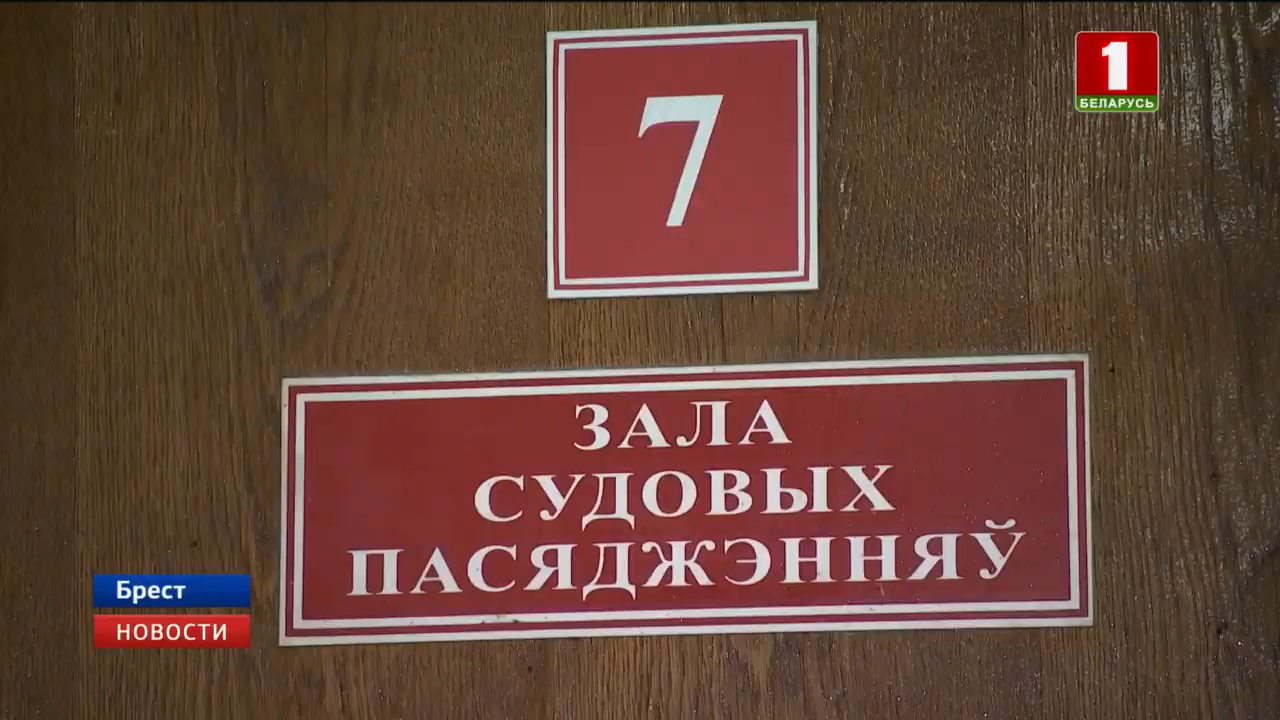 1
БЕЛАРУСЬ
7
ЗАЛА
СУДОВЫХ
ПАСЯДЖЭННЯЎ
Брест
НОВОСТИ